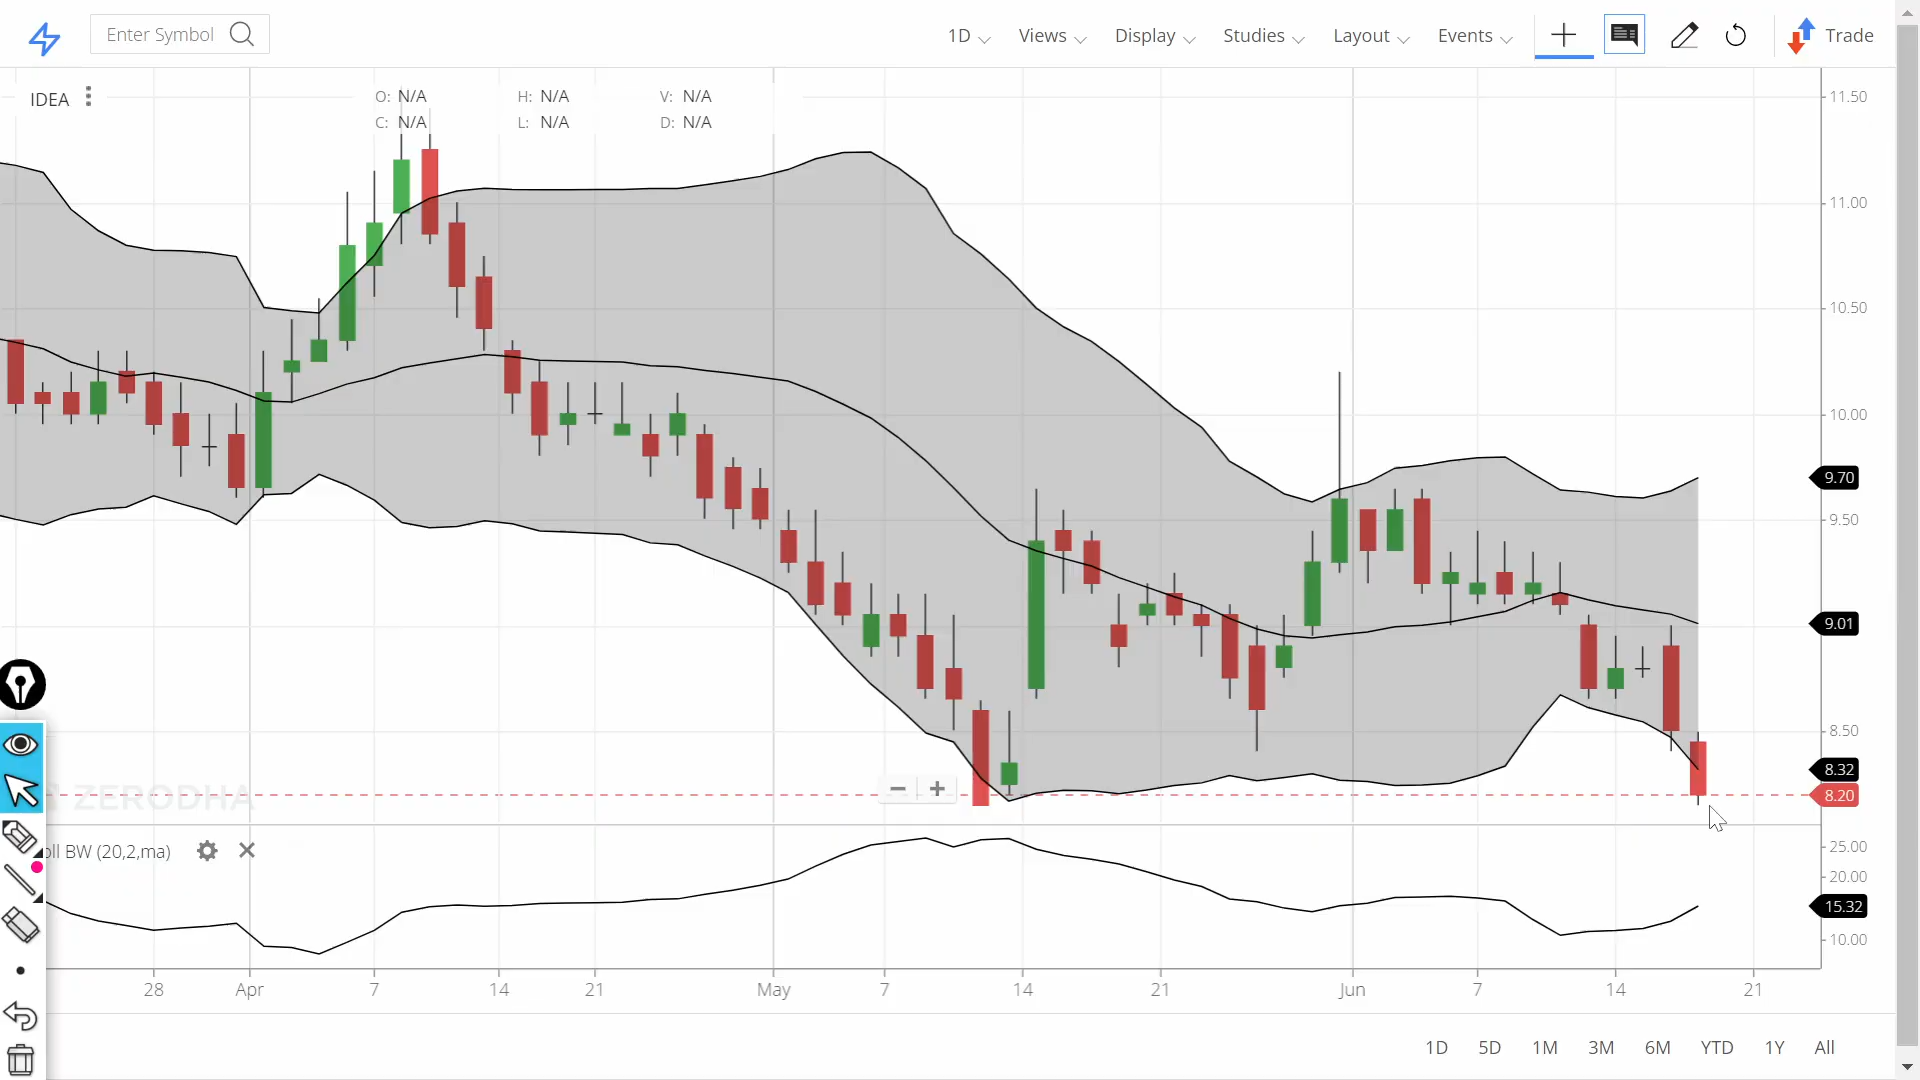 Enter Symbol
1D Views Display Studies Layout Events Trade
IDEA
O: N/A H: N/A V: N/A
C: N/A L: N/A D: N/A
11.50
11.00
10.50
10.00
9.70
9.50
9.01
8.50
8.32
8.20
ZERODHA
oll BW (20,2,ma)
25.00
20.00
15.32
10.00
28 Apr 7 14 21 May 7 14 21 Jun 7 14 21
1D 5D 1M 3M 6M YTD 1Y All